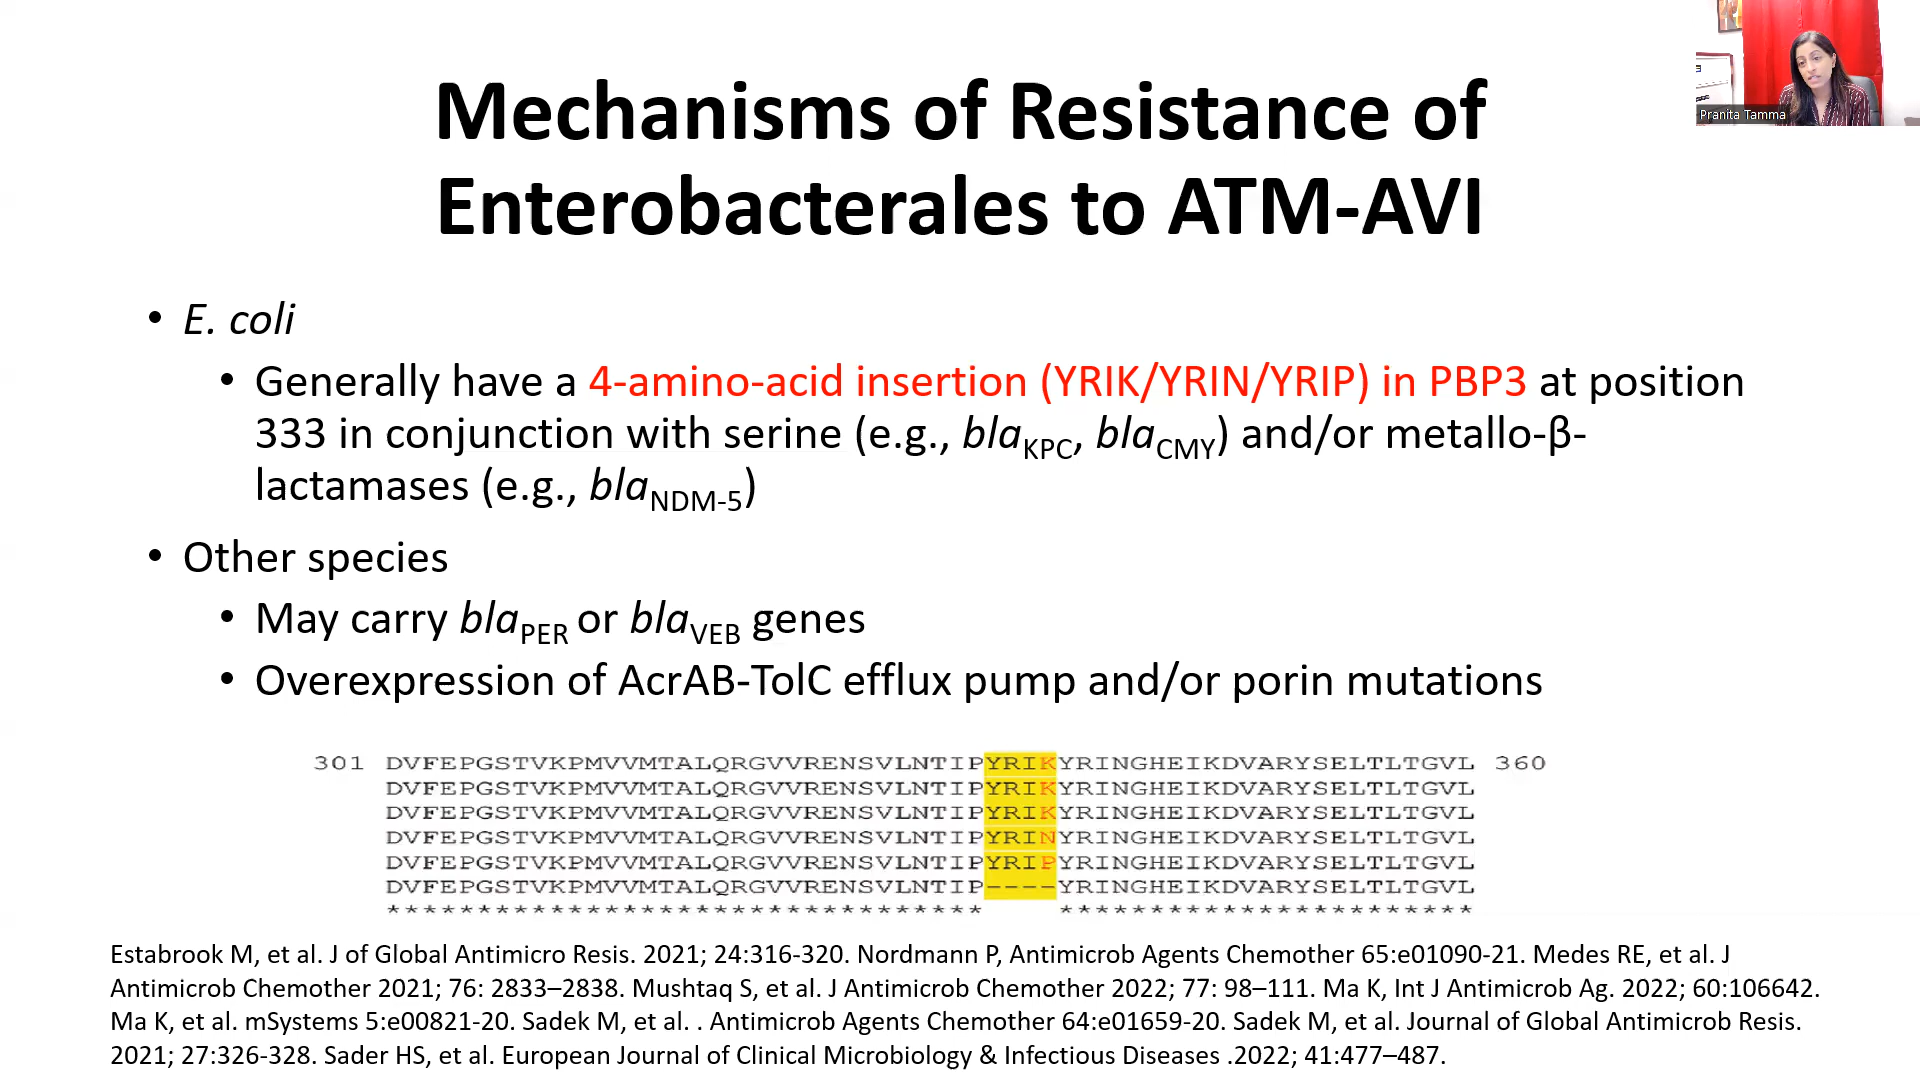 Mechanisms of Resistance of
Enterobacterales to ATM-AVI
Pranita Tamma
• E. coli
• Generally have a 4-amino-acid insertion (YRIK/YRIN/YRIP) in PBP3 at position
333 in conjunction with serine (e.g., blaKPC, blaCMY) and/or metallo-β-
lactamases (e.g., blaNDM-5)
• Other species
• May carry blaPER or blaVEB genes
• Overexpression of AcrAB-TolC efflux pump and/or porin mutations
301 DVFEPGSTVKPMVVMTALQRGVVRENSVLNTIPYRIKYRINGHEIKDVARYSELTLTGVL 360
DVFEPGSTVKPMVVMTALQRGVVRENSVLNTIPYRIKYRINGHEIKDVARYSELTLTGVL
DVFEPGSTVKPMVVMTALQRGVVRENSVLNTIPYRIKYRINGHEIKDVARYSELTLTGVL
DVFEPGSTVKPMVVMTALQRGVVRENSVLNTIPYRINYRINGHEIKDVARYSELTLTGVL
DVFEPGSTVKPMVVMTALQRGVVRENSVLNTIPYRIPYRINGHEIKDVARYSELTLTGVL
DVFEPGSTVKPMVVMTALQRGVVRENSVLNTIP----YRINGHEIKDVARYSELTLTGVL
********************************* ***********************
Estabrook M, et al. J of Global Antimicro Resis. 2021; 24:316-320. Nordmann P, Antimicrob Agents Chemother 65:e01090-21. Medes RE, et al. J
Antimicrob Chemother 2021; 76: 2833–2838. Mushtaq S, et al. J Antimicrob Chemother 2022; 77: 98–111. Ma K, Int J Antimicrob Ag. 2022; 60:106642.
Ma K, et al. mSystems 5:e00821-20. Sadek M, et al. . Antimicrob Agents Chemother 64:e01659-20. Sadek M, et al. Journal of Global Antimicrob Resis.
2021; 27:326-328. Sader HS, et al. European Journal of Clinical Microbiology & Infectious Diseases .2022; 41:477–487.